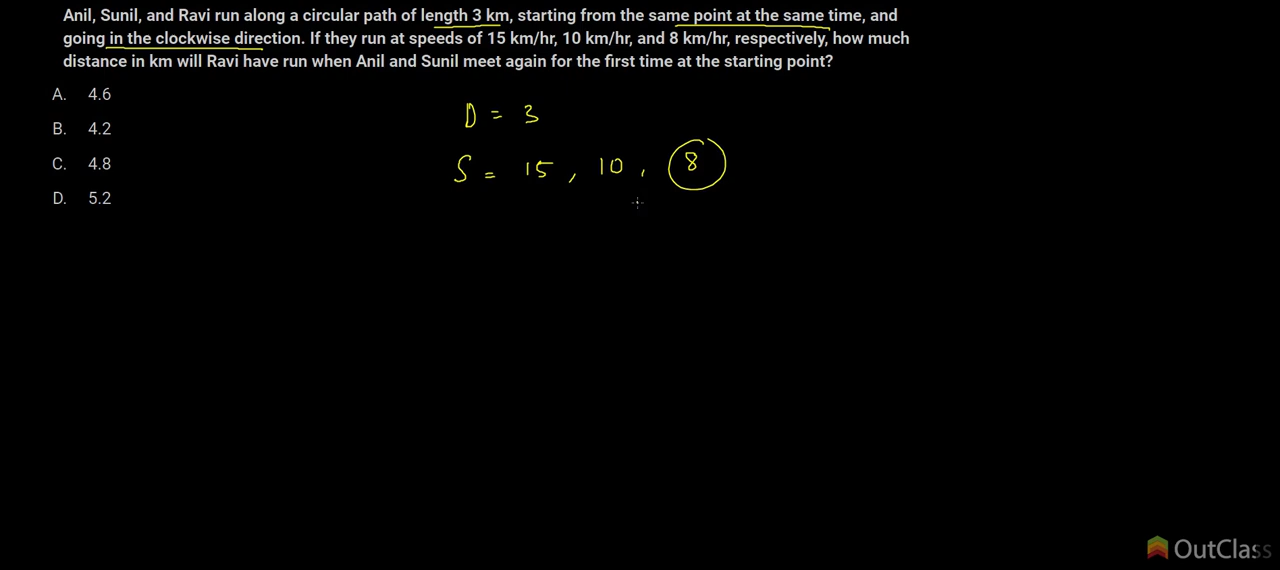 Anil, Sunil, and Ravi run along a circular path of length 3 km, starting from the same point at the same time, and
going in the clockwise direction. If they run at speeds of 15 km/hr, 10 km/hr, and 8 km/hr, respectively, how much
distance in km will Ravi have run when Anil and Sunil meet again for the first time at the starting point?
A. 4.6
B. 4.2
C. 4.8
D. 5.2
D = 3
S = 15, 10, 8
OutClass